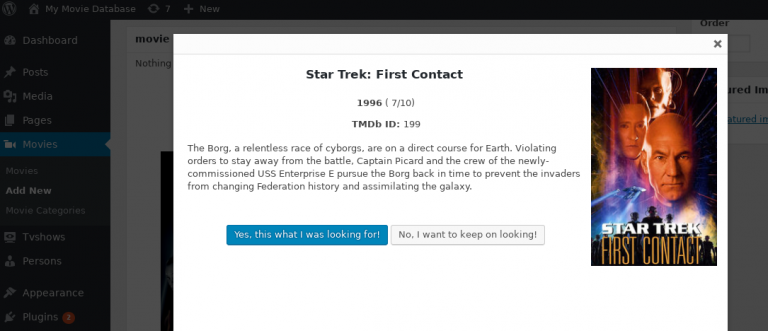 My Movie Database
7
+ New
Dashboard
Posts
Media
Pages
Movies
Movies
Add New
Movie Categories
Tvshows
Persons
Appearance
Plugins 2
movie
Nothing
Order
ured Im
atured im
×
Star Trek: First Contact
1996 ( 7/10)
TMDb ID: 199
The Borg, a relentless race of cyborgs, are on a direct course for Earth. Violating
orders to stay away from the battle, Captain Picard and the crew of the newly-
commissioned USS Enterprise E pursue the Borg back in time to prevent the invaders
from changing Federation history and assimilating the galaxy.
Yes, this what I was looking for!
No, I want to keep on looking!
STAR TREK
FIRST CONTACT